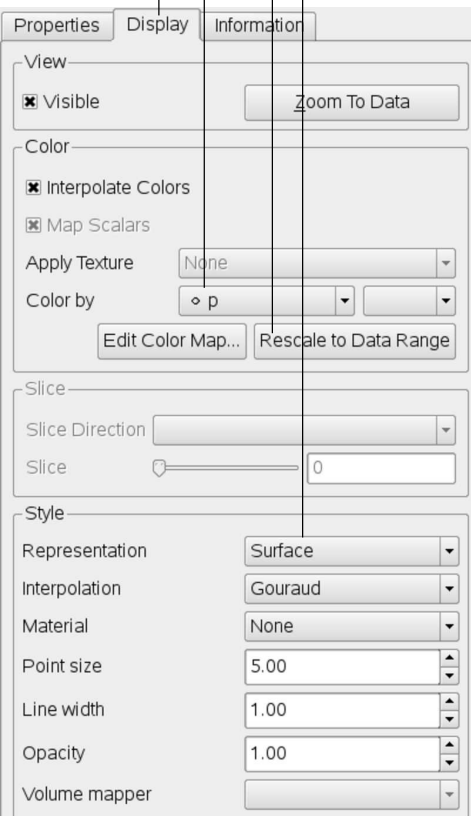 Properties Display Information
View
Visible Zoom To Data
Color
Interpolate Colors
Map Scalars
Apply Texture None
Color by p
Edit Color Map... Rescale to Data Range
Slice
Slice Direction
Slice 0
Style
Representation Surface
Interpolation Gouraud
Material None
Point size 5.00
Line width 1.00
Opacity 1.00
Volume mapper